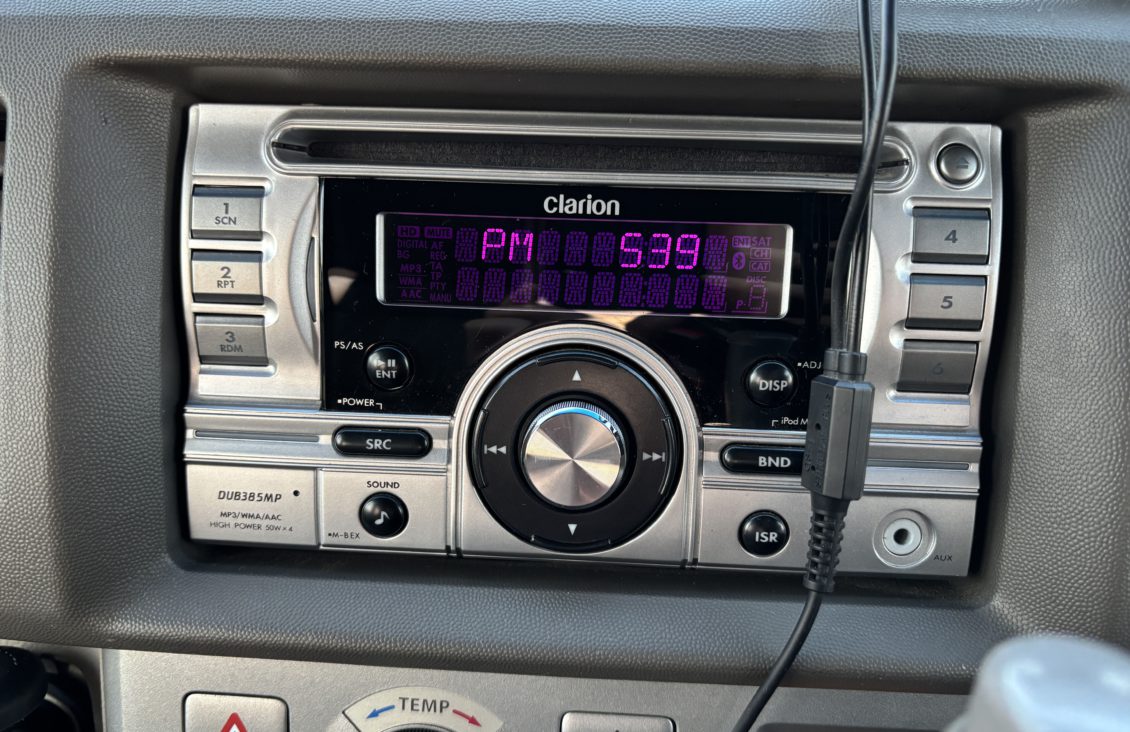 clarion
1
SCN
2
RPT
3
RDM
HD MUTE
DIGITAL AF
BG REG
MP3 TA
TP
WMA PTY
AAC MANU
PM 5:39
ENT SAT
CH
CAT
DISC
P
4
5
6
PS/AS
ENT
POWER
SRC
DISP
ADJ
iPod M
BND
DUB385MP
MP3/WMA/AAC
HIGH POWER 50W×4
SOUND
M-B EX
ISR
AUX
TEMP